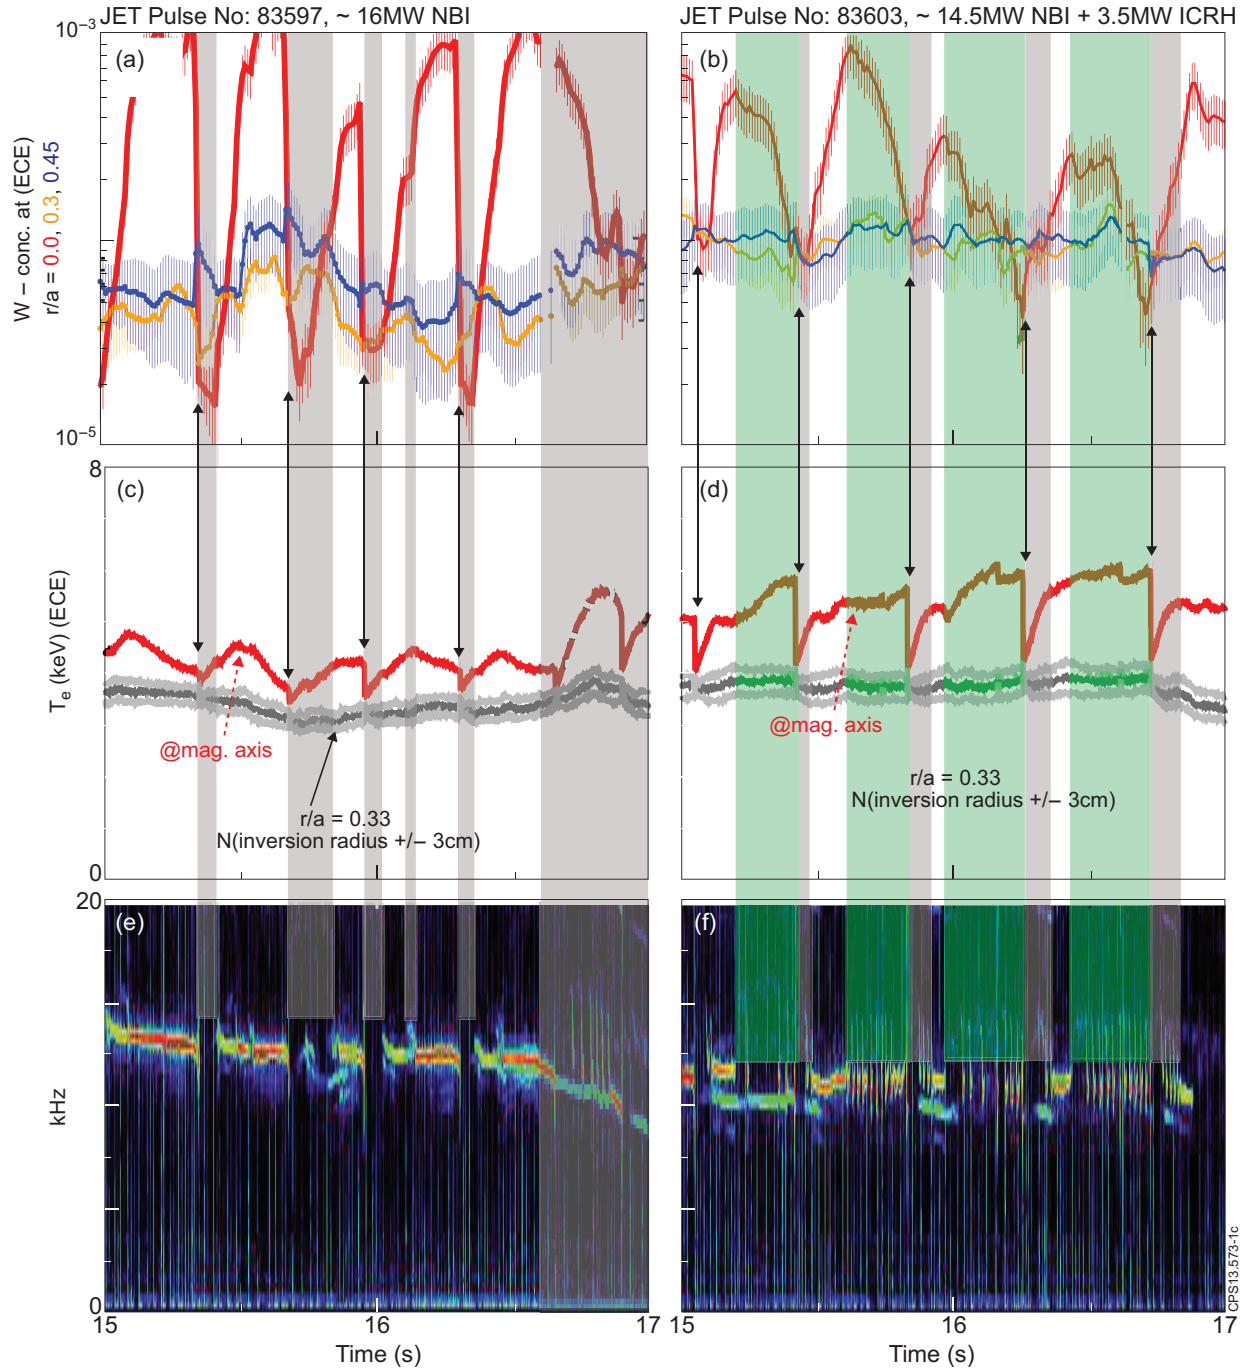 JET Pulse No: 83597, ~ 16MW NBI
JET Pulse No: 83603, ~ 14.5MW NBI + 3.5MW ICRH
10−3
(a)
(b)
W – conc. at (ECE)
r/a = 0.0, 0.3, 0.45
10−5
8
(c)
(d)
Te (keV) (ECE)
@mag. axis
@mag. axis
r/a = 0.33
N(inversion radius +/– 3cm)
r/a = 0.33
N(inversion radius +/– 3cm)
0
20
(e)
(f)
kHz
0
15
16
17
15
16
17
Time (s)
Time (s)
CPS13.573-1c